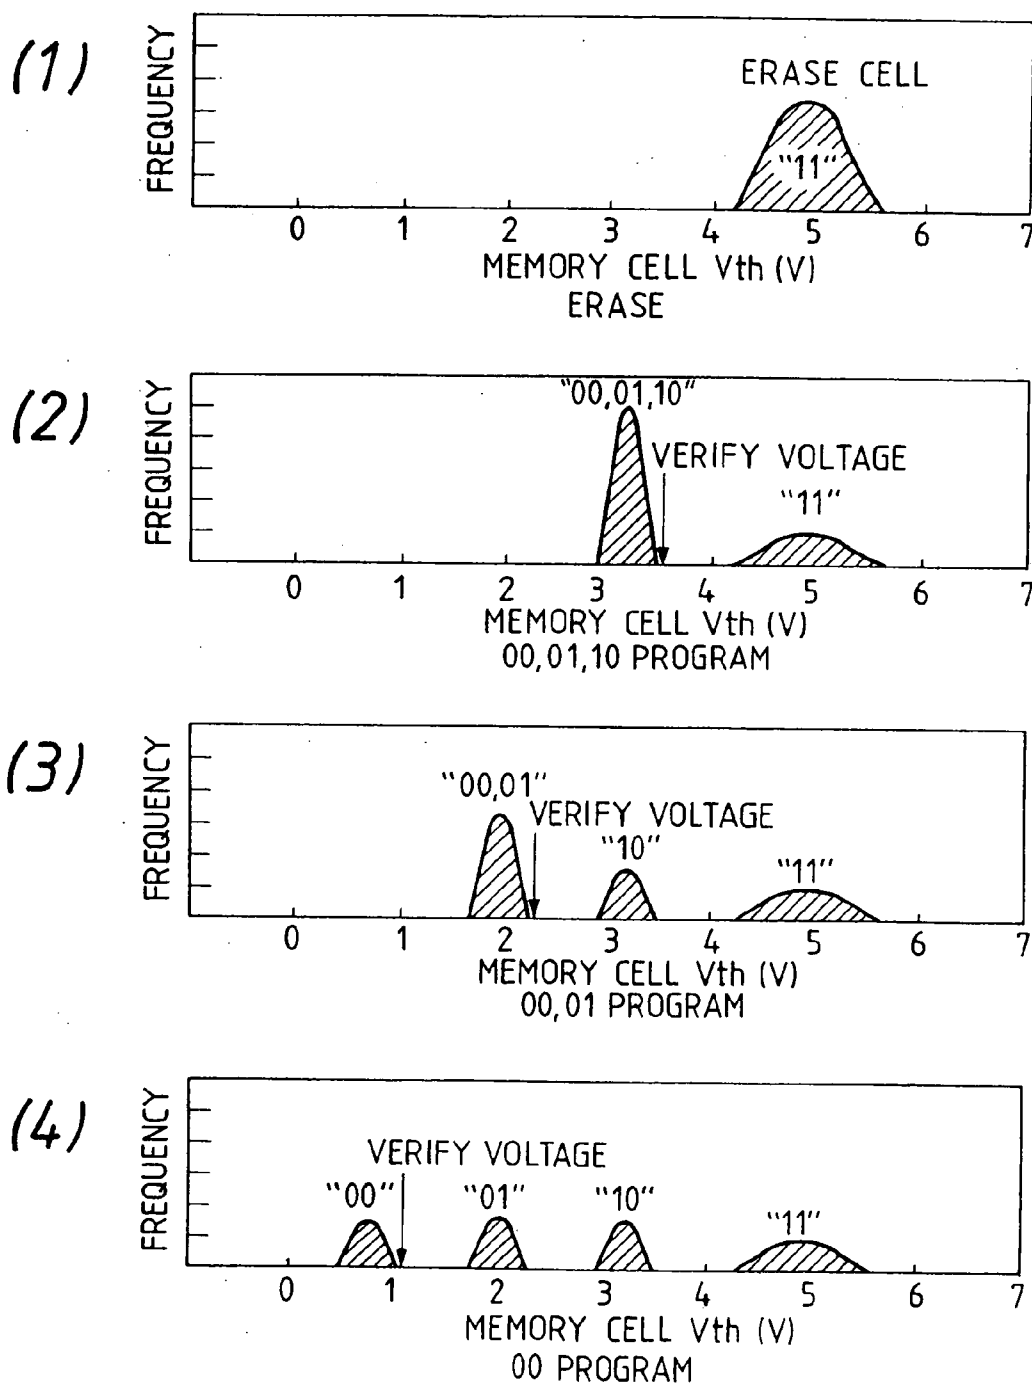 (1)
FREQUENCY
ERASE CELL
"11"
0 1 2 3 4 5 6 7
MEMORY CELL Vth (V)
ERASE
(2)
FREQUENCY
"00,01,10"
VERIFY VOLTAGE
"11"
0 1 2 3 4 5 6 7
MEMORY CELL Vth (V)
00,01,10 PROGRAM
(3)
FREQUENCY
"00,01"
VERIFY VOLTAGE
"10"
"11"
0 1 2 3 4 5 6 7
MEMORY CELL Vth (V)
00,01 PROGRAM
(4)
FREQUENCY
VERIFY VOLTAGE
"00" "01" "10" "11"
0 1 2 3 4 5 6 7
MEMORY CELL Vth (V)
00 PROGRAM